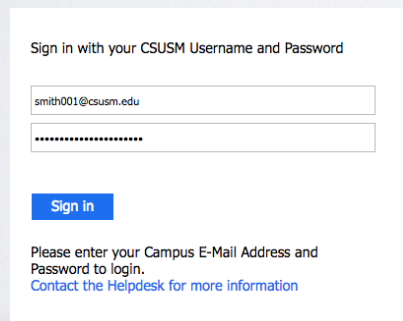 Sign in with your CSUSM Username and Password
smith001@csusm.edu
•••••••••••••••••••••••
Sign in
Please enter your Campus E-Mail Address and
Password to login.
Contact the Helpdesk for more information